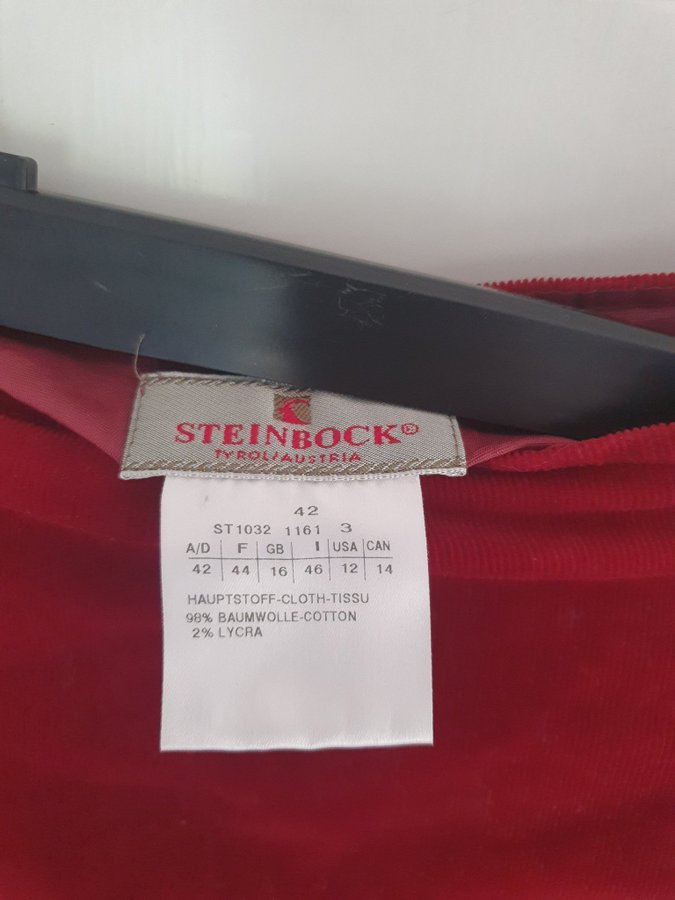 STEINBOCK®
TYROL/AUSTRIA
42
ST1032 1161 3
A/D F GB I USA CAN
42 44 16 46 12 14
HAUPTSTOFF-CLOTH-TISSU
98% BAUMWOLLE-COTTON
2% LYCRA